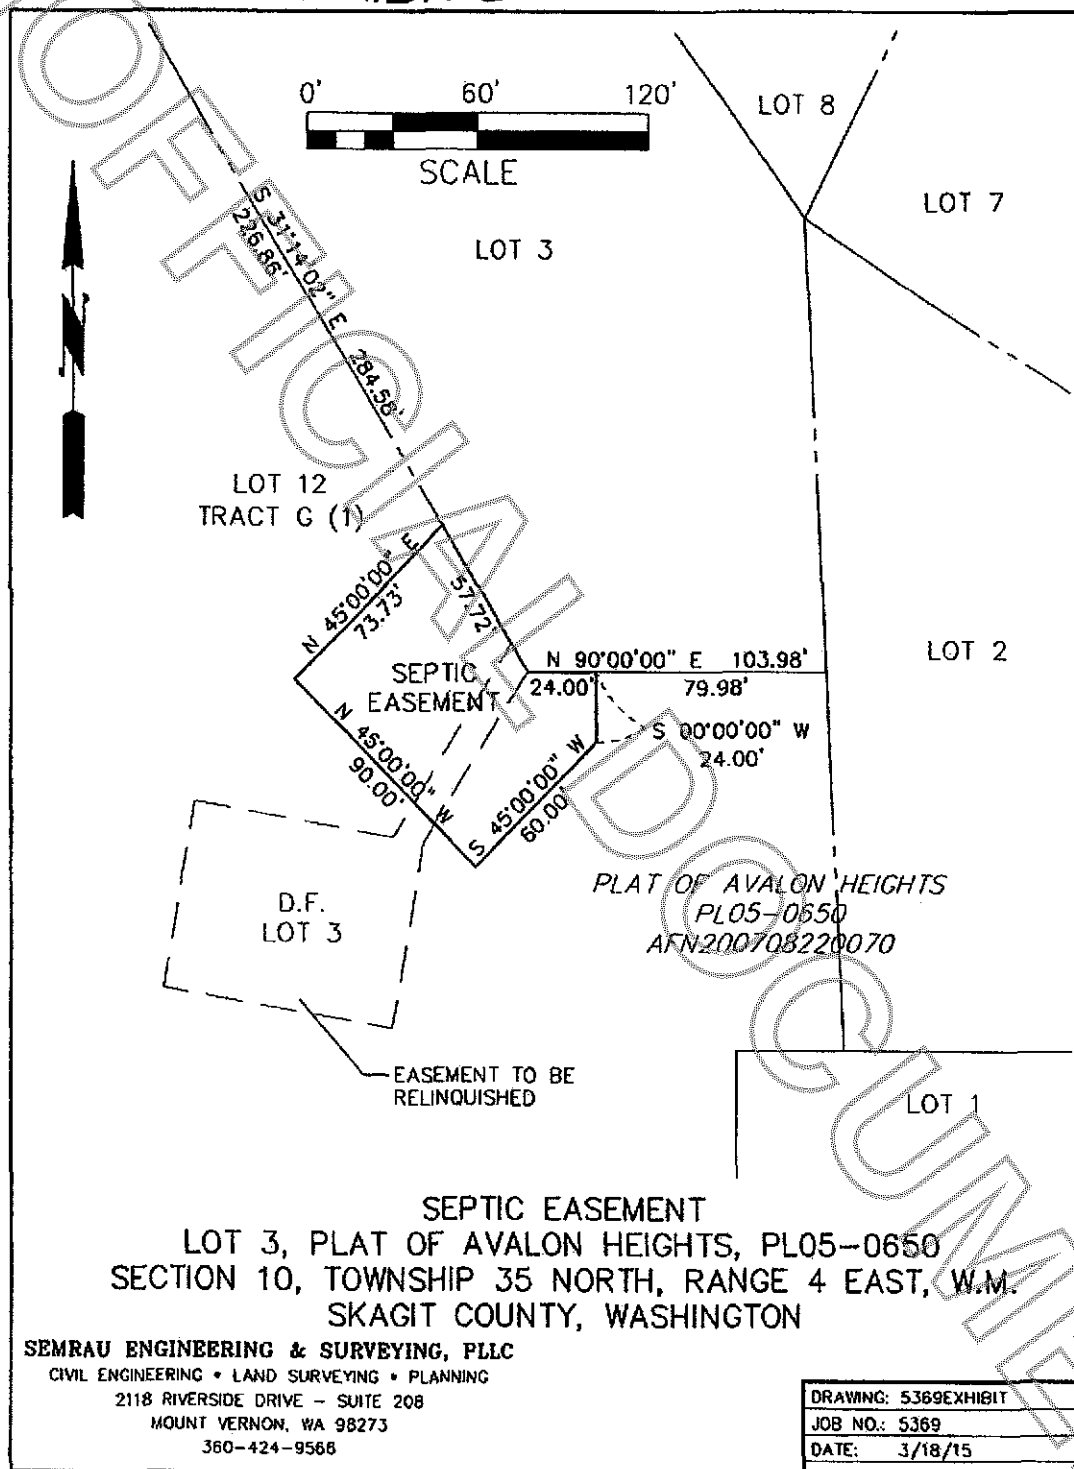 0' 60' 120'
SCALE
LOT 8
LOT 7
LOT 3
N
S 31°14'02" E 284.58'
226.86'
LOT 12
TRACT G (1)
N 45°00'00" E
73.73'
57.72'
SEPTIC
EASEMENT
N 90°00'00" E 103.98'
24.00' 79.98'
LOT 2
S 00°00'00" W
24.00'
N 45°00'00" W
90.00'
S 45°00'00" W
60.00'
D.F.
LOT 3
PLAT OF AVALON HEIGHTS
PL05-0650
AFN200708220070
EASEMENT TO BE
RELINQUISHED
LOT 1
OFFICIAL DOCUME
SEPTIC EASEMENT
LOT 3, PLAT OF AVALON HEIGHTS, PL05-0650
SECTION 10, TOWNSHIP 35 NORTH, RANGE 4 EAST, W.M.
SKAGIT COUNTY, WASHINGTON
SEMRAU ENGINEERING & SURVEYING, PLLC
CIVIL ENGINEERING • LAND SURVEYING • PLANNING
2118 RIVERSIDE DRIVE - SUITE 208
MOUNT VERNON, WA 98273
360-424-9566
DRAWING: 5369EXHIBIT
JOB NO.: 5369
DATE: 3/18/15